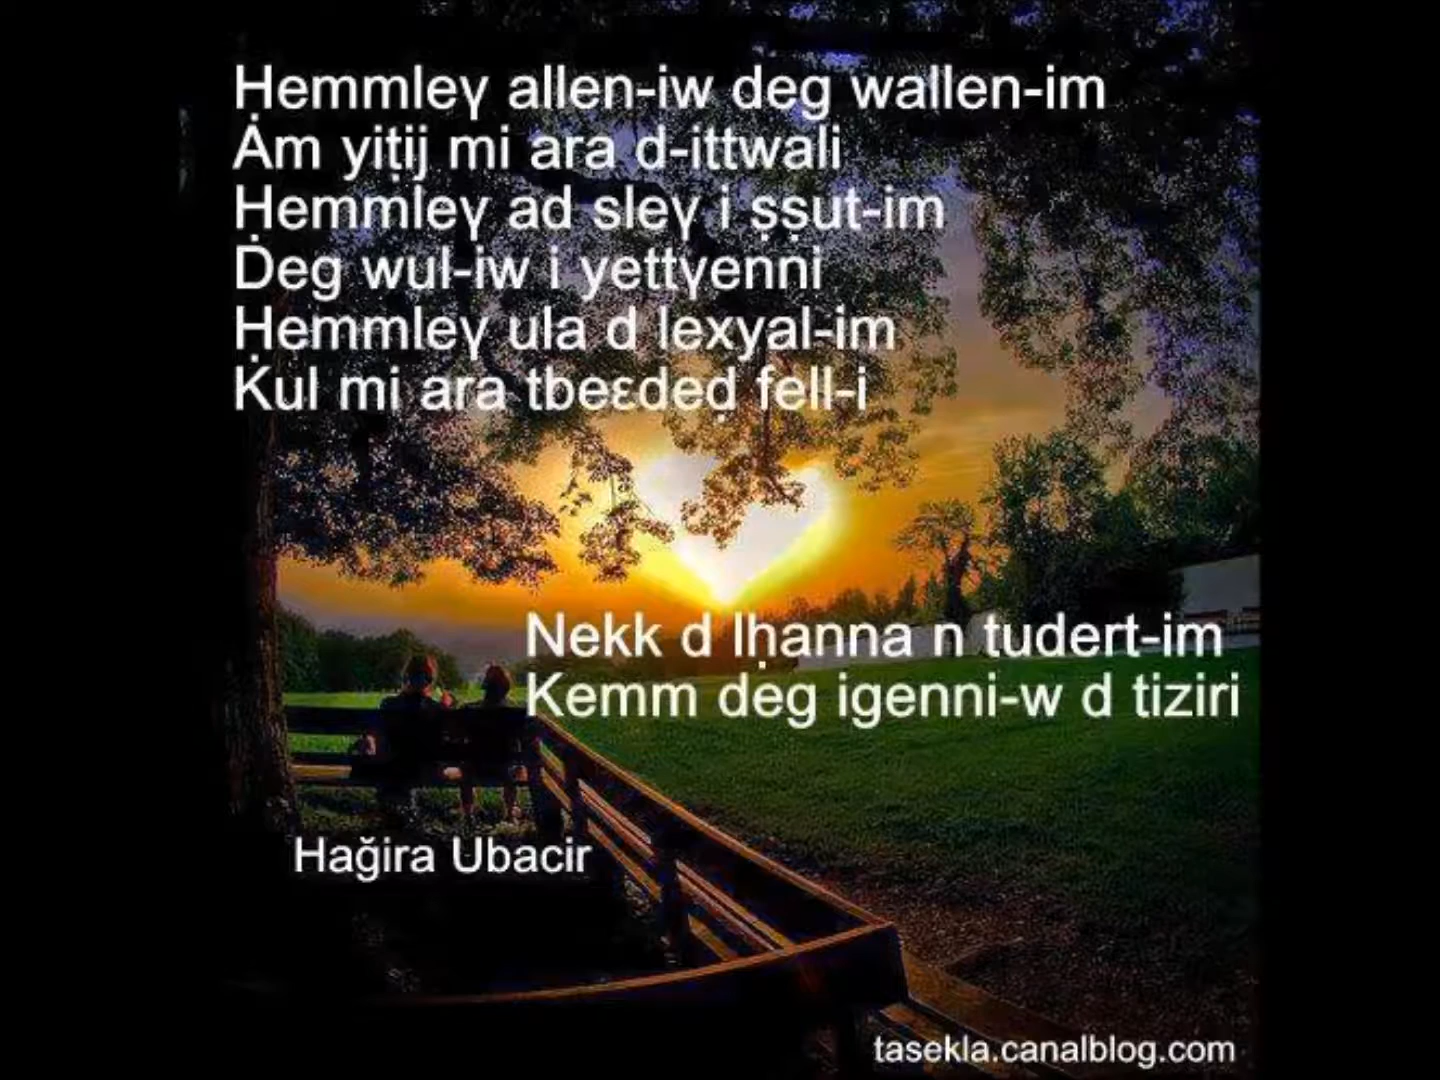 Ḥemmleɣ allen-iw deg wallen-im
Am yiṭij mi ara d-ittwali
Ḥemmleɣ ad sleɣ i ṣṣut-im
Deg wul-iw i yettɣenni
Ḥemmleɣ ula d lexyal-im
Kul mi ara tbeɛdeḍ fell-i
Nekk d lḥanna n tudert-im
Kemm deg igenni-w d tiziri
Hağira Ubacir
tasekla.canalblog.com